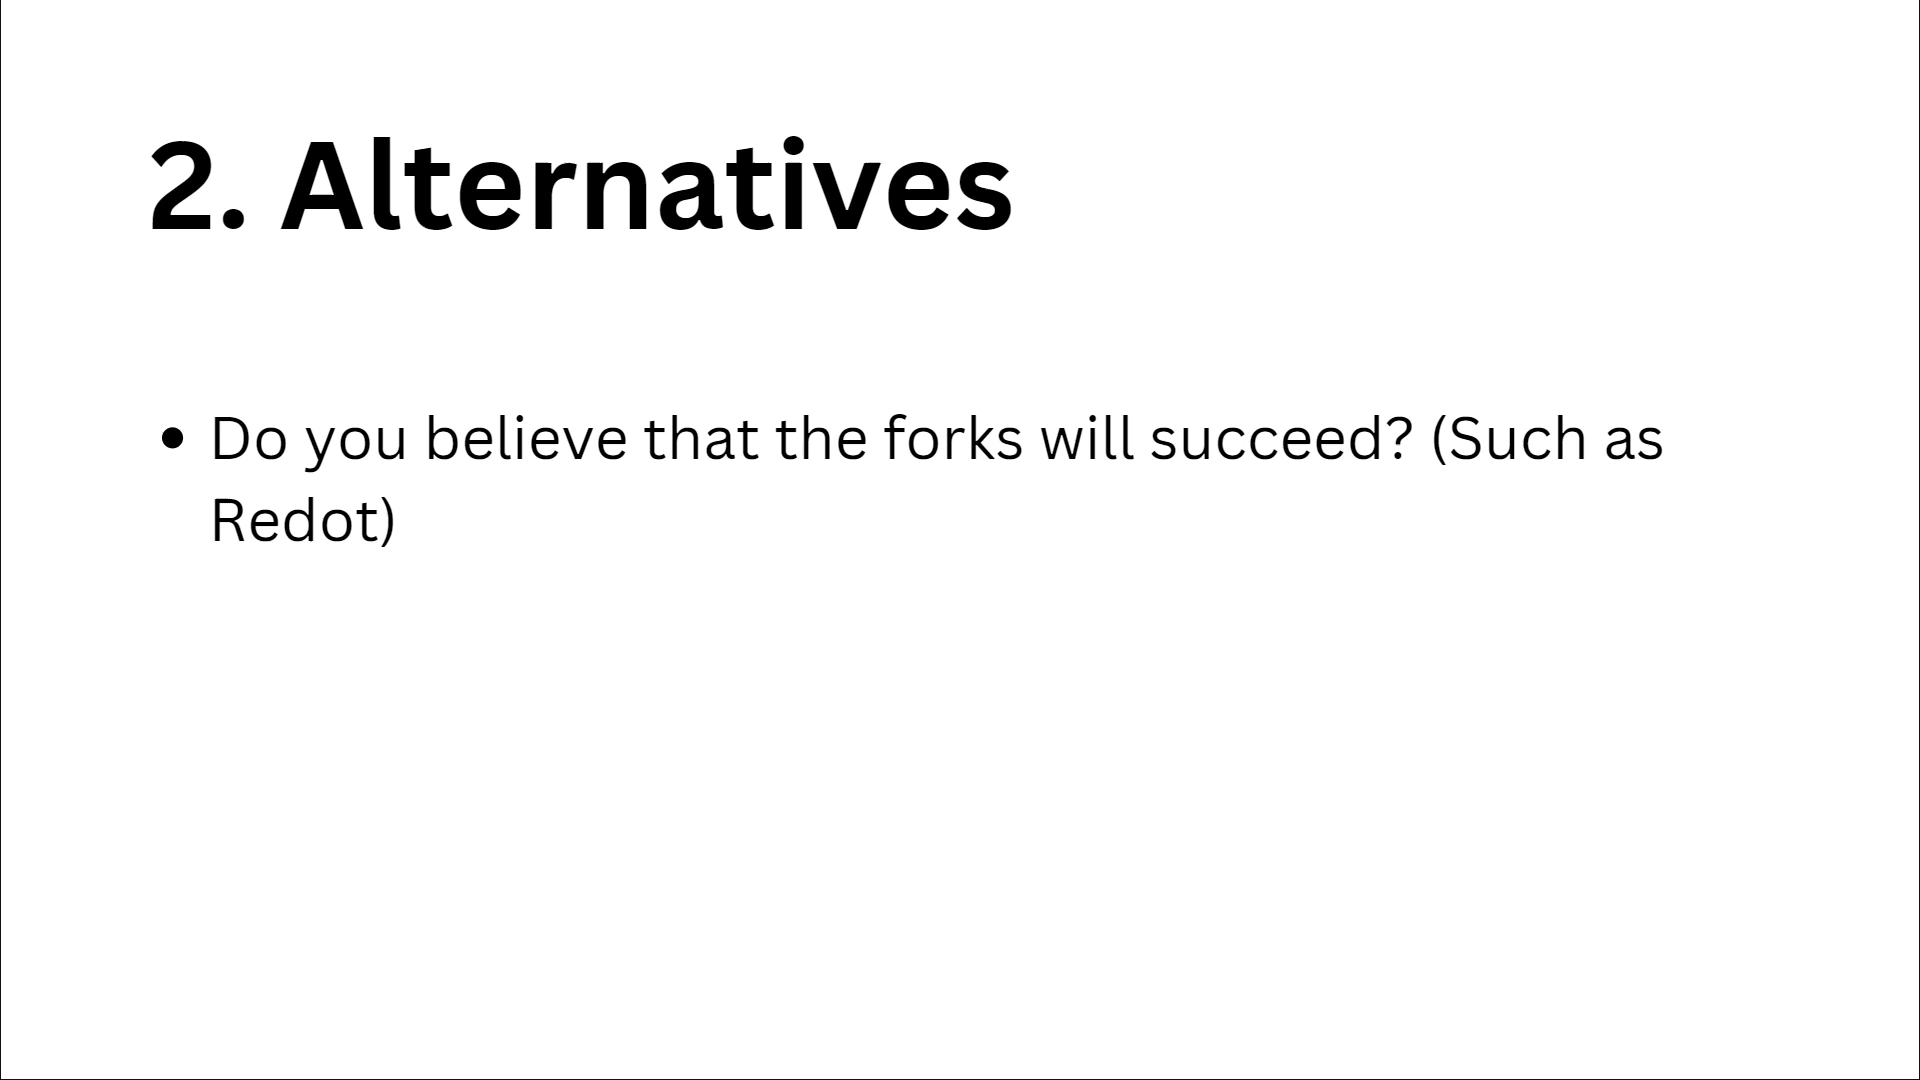 2. Alternatives
• Do you believe that the forks will succeed? (Such as
Redot)